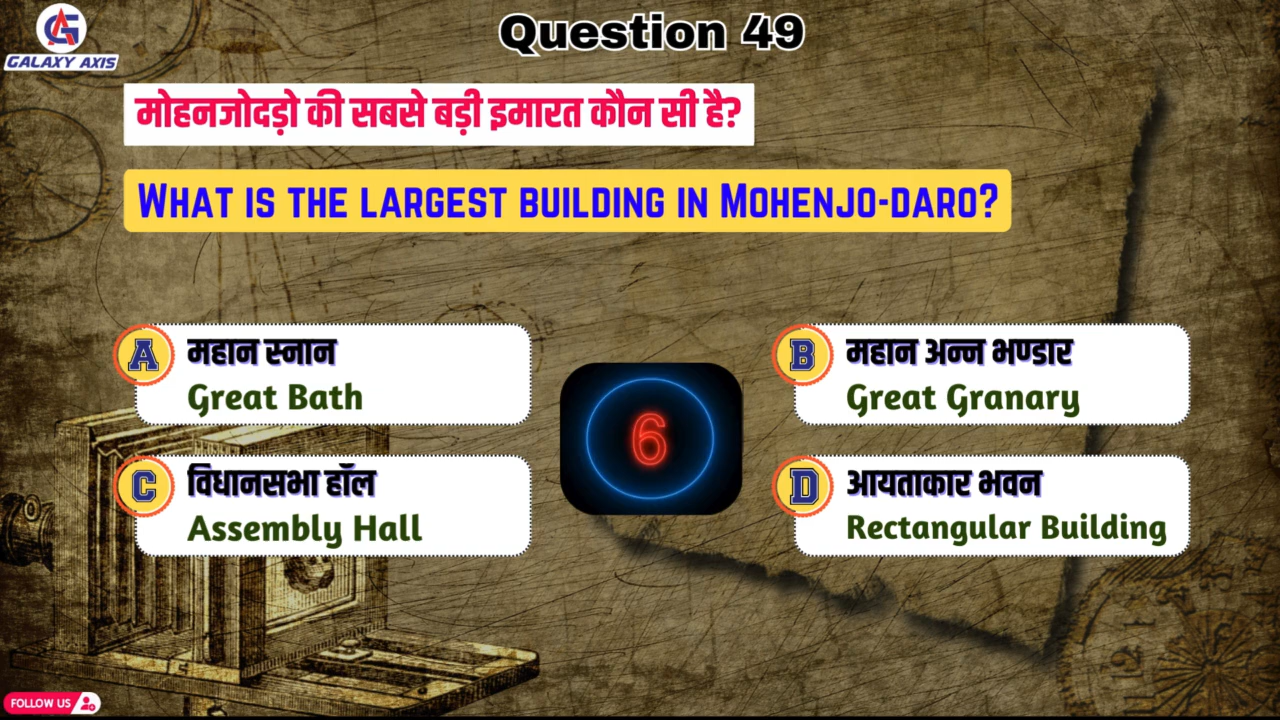 Question 49
GALAXY AXIS
मोहनजोदड़ो की सबसे बड़ी इमारत कौन सी है?
WHAT IS THE LARGEST BUILDING IN MOHENJO-DARO?
A महान स्नान
Great Bath
B महान अन्न भण्डार
Great Granary
6
C विधानसभा हॉल
Assembly Hall
D आयताकार भवन
Rectangular Building
FOLLOW US